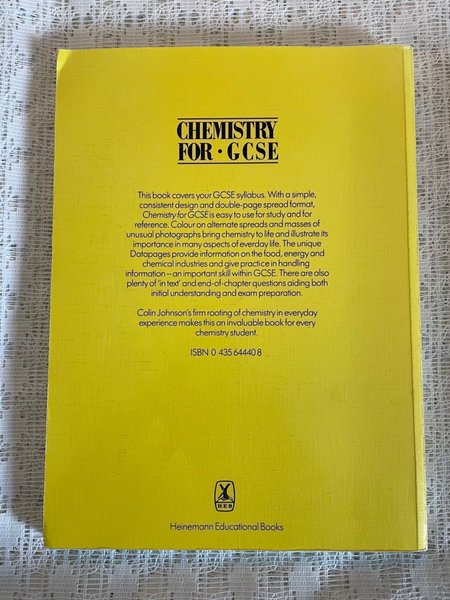 CHEMISTRY
FOR · GCSE
This book covers your GCSE syllabus. With a simple,
consistent design and double-page spread format,
Chemistry for GCSE is easy to use for study and for
reference. Colour on alternate spreads and masses of
unusual photographs bring chemistry to life and illustrate its
importance in many aspects of everday life. The unique
Datapages provide information on the food, energy and
chemical industries and give practice in handling
information – an important skill within GCSE. There are also
plenty of 'in text' and end-of-chapter questions aiding both
initial understanding and exam preparation.
Colin Johnson's firm rooting of chemistry in everyday
experience makes this an invaluable book for every
chemistry student.
ISBN 0 435 64440 8
H·E·B
Heinemann Educational Books